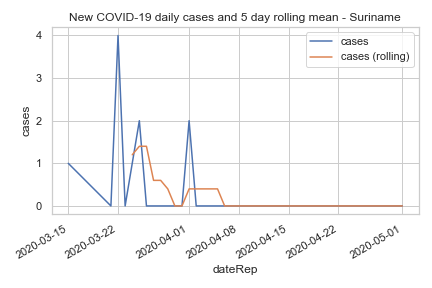 New COVID-19 daily cases and 5 day rolling mean - Suriname
cases
cases (rolling)
4
3
2
1
0
cases
2020-03-15
2020-03-22
2020-04-01
2020-04-08
2020-04-15
2020-04-22
2020-05-01
dateRep